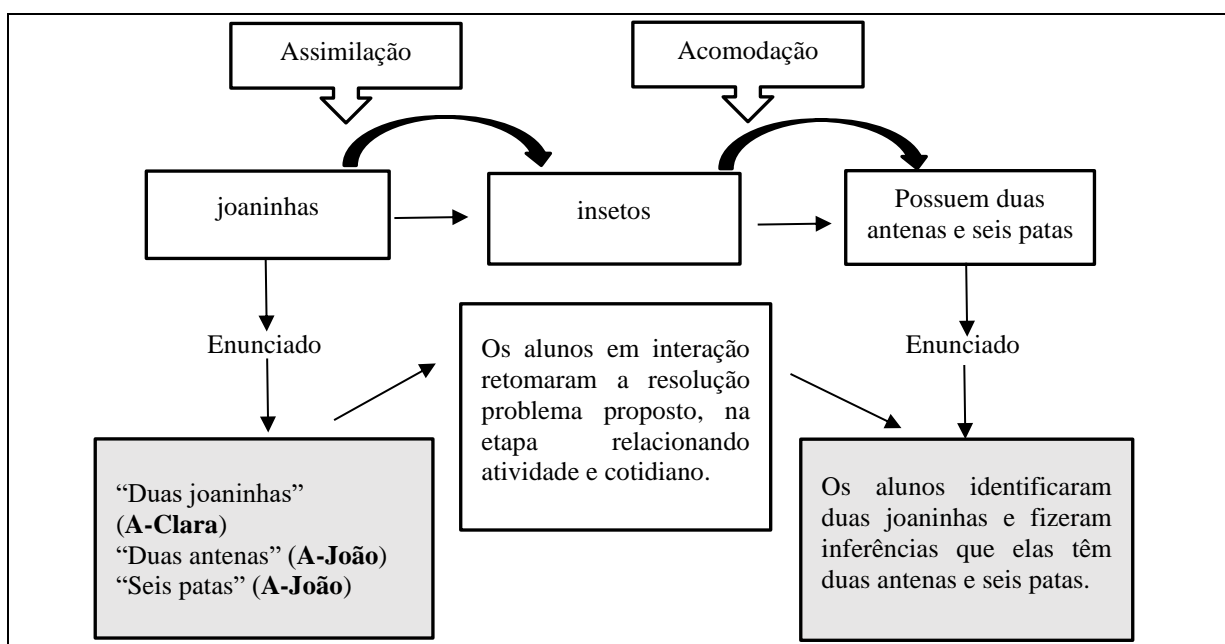 Assimilação
Acomodação
joaninhas
insetos
Possuem duas
antenas e seis patas
Enunciado
Os alunos em interação
retomaram a resolução
problema proposto, na
etapa relacionando
atividade e cotidiano.
Enunciado
“Duas joaninhas”
(A-Clara)
“Duas antenas” (A-João)
“Seis patas” (A-João)
Os alunos identificaram
duas joaninhas e fizeram
inferências que elas têm
duas antenas e seis patas.